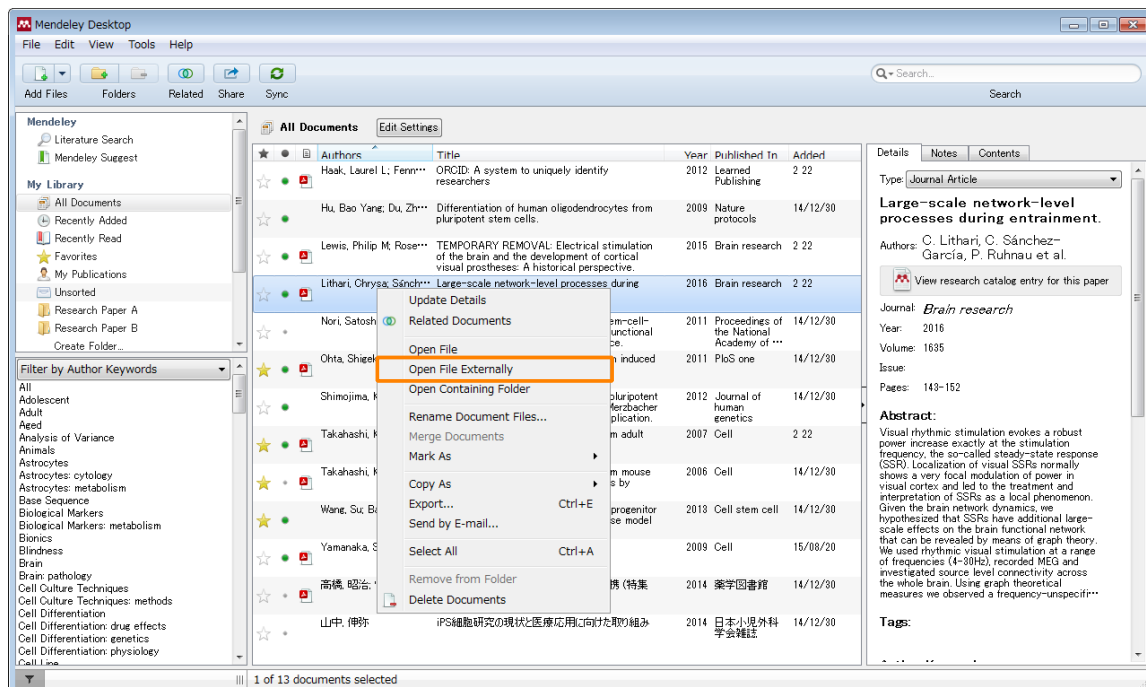 Mendeley Desktop
File Edit View Tools Help
Add Files Folders Related Share Sync
Search...
Search
Mendeley
Literature Search
Mendeley Suggest
My Library
All Documents
Recently Added
Recently Read
Favorites
My Publications
Unsorted
Research Paper A
Research Paper B
Create Folder...
Filter by Author Keywords
All
Adolescent
Adult
Aged
Analysis of Variance
Animals
Astrocytes
Astrocytes: cytology
Astrocytes: metabolism
Base Sequence
Biological Markers
Biological Markers: metabolism
Bionics
Blindness
Brain
Brain: pathology
Cell Culture Techniques
Cell Culture Techniques: methods
Cell Differentiation
Cell Differentiation: drug effects
Cell Differentiation: genetics
Cell Differentiation: physiology
Cell Line
All Documents Edit Settings
Authors Title Year Published In Added
Haak, Laurel L; Fenn… ORCID: A system to uniquely identify 2012 Learned 2 22
researchers Publishing
Hu, Bao Yang; Du, Zh… Differentiation of human oligodendrocytes from 2009 Nature 14/12/30
pluripotent stem cells. protocols
Lewis, Philip M; Rose… TEMPORARY REMOVAL: Electrical stimulation 2015 Brain research 2 22
of the brain and the development of cortical
visual prostheses: A historical perspective.
Lithari, Chrysa; Sánch… Large-scale network-level processes during 2016 Brain research 2 22
Nori, Satosh em-cell- 2011 Proceedings of 14/12/30
unctional the National
ce. Academy of …
Ohta, Shigek n induced 2011 PloS one 14/12/30
Shimojima, K pluripotent 2012 Journal of 14/12/30
Merzbacher human
plication. genetics
Takahashi, K m adult 2007 Cell 2 22
Takahashi, K m mouse 2006 Cell 14/12/30
s by
Wang, Su; Ba progenitor 2013 Cell stem cell 14/12/30
se model
Yamanaka, S 2009 Cell 15/08/20
高橋, 昭治; 携 (特集 2014 薬学図書館 14/12/30
山中, 伸弥 iPS細胞研究の現状と医療応用に向けた取り組み 2014 日本小児外科 14/12/30
学会雑誌
Update Details
Related Documents
Open File
Open File Externally
Open Containing Folder
Rename Document Files...
Merge Documents
Mark As
Copy As
Export... Ctrl+E
Send by E-mail...
Select All Ctrl+A
Remove from Folder
Delete Documents
1 of 13 documents selected
Details Notes Contents
Type: Journal Article
Large-scale network-level
processes during entrainment.
Authors: C. Lithari, C. Sánchez-
García, P. Ruhnau et al.
View research catalog entry for this paper
Journal: Brain research
Year: 2016
Volume: 1635
Issue:
Pages: 143-152
Abstract:
Visual rhythmic stimulation evokes a robust
power increase exactly at the stimulation
frequency, the so-called steady-state response
(SSR). Localization of visual SSRs normally
shows a very focal modulation of power in
visual cortex and led to the treatment and
interpretation of SSRs as a local phenomenon.
Given the brain network dynamics, we
hypothesized that SSRs have additional large-
scale effects on the brain functional network
that can be revealed by means of graph theory.
We used rhythmic visual stimulation at a range
of frequencies (4-30Hz), recorded MEG and
investigated source level connectivity across
the whole brain. Using graph theoretical
measures we observed a frequency-unspecifi…
Tags: